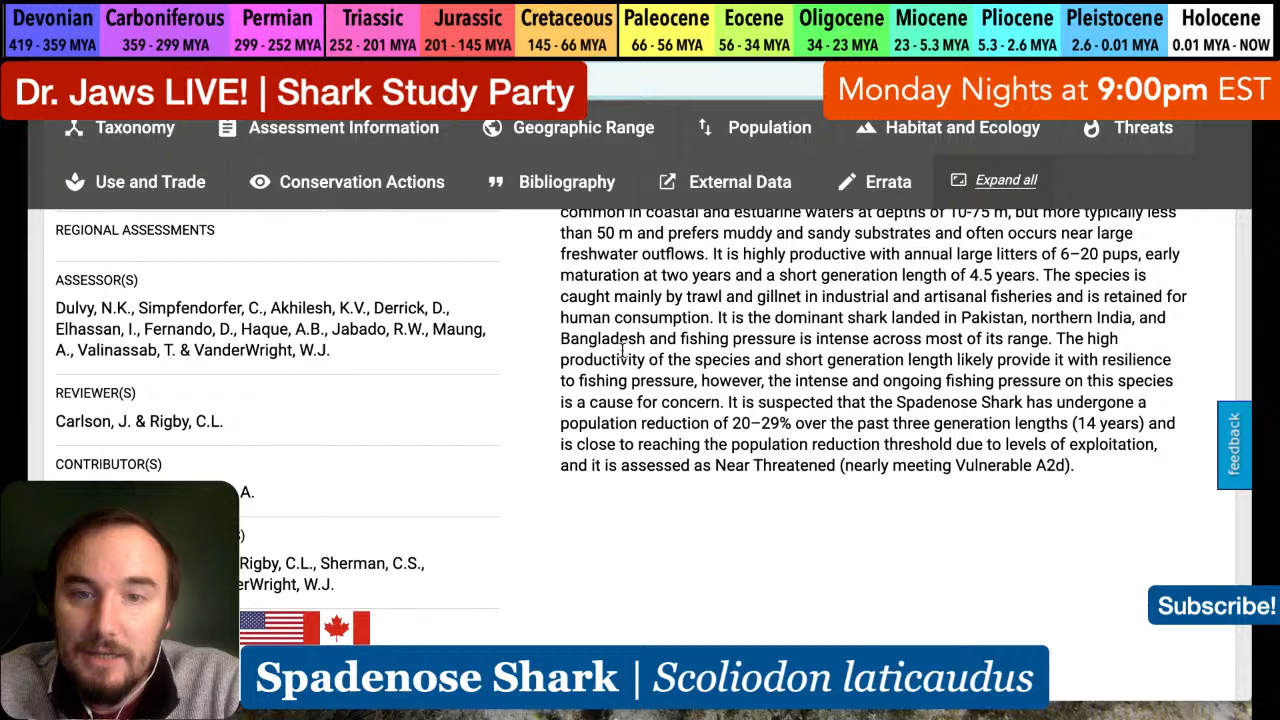 Devonian Carboniferous Permian Triassic Jurassic Cretaceous Paleocene Eocene Oligocene Miocene Pliocene Pleistocene Holocene
419 - 359 MYA 359 - 299 MYA 299 - 252 MYA 252 - 201 MYA 201 - 145 MYA 145 - 66 MYA 66 - 56 MYA 56 - 34 MYA 34 - 23 MYA 23 - 5.3 MYA 5.3 - 2.6 MYA 2.6 - 0.01 MYA 0.01 MYA - NOW
Dr. Jaws LIVE! | Shark Study Party
Monday Nights at 9:00pm EST
Taxonomy Assessment Information Geographic Range Population Habitat and Ecology Threats
Use and Trade Conservation Actions Bibliography External Data Errata Expand all
REGIONAL ASSESSMENTS
ASSESSOR(S)
Dulvy, N.K., Simpfendorfer, C., Akhilesh, K.V., Derrick, D.,
Elhassan, I., Fernando, D., Haque, A.B., Jabado, R.W., Maung,
A., Valinassab, T. & VanderWright, W.J.
REVIEWER(S)
Carlson, J. & Rigby, C.L.
CONTRIBUTOR(S)
A.
S)
Rigby, C.L., Sherman, C.S.,
erWright, W.J.
common in coastal and estuarine waters at depths of 10-75 m, but more typically less
than 50 m and prefers muddy and sandy substrates and often occurs near large
freshwater outflows. It is highly productive with annual large litters of 6–20 pups, early
maturation at two years and a short generation length of 4.5 years. The species is
caught mainly by trawl and gillnet in industrial and artisanal fisheries and is retained for
human consumption. It is the dominant shark landed in Pakistan, northern India, and
Bangladesh and fishing pressure is intense across most of its range. The high
productivity of the species and short generation length likely provide it with resilience
to fishing pressure, however, the intense and ongoing fishing pressure on this species
is a cause for concern. It is suspected that the Spadenose Shark has undergone a
population reduction of 20–29% over the past three generation lengths (14 years) and
is close to reaching the population reduction threshold due to levels of exploitation,
and it is assessed as Near Threatened (nearly meeting Vulnerable A2d).
feedback
Subscribe!
Spadenose Shark | Scoliodon laticaudus